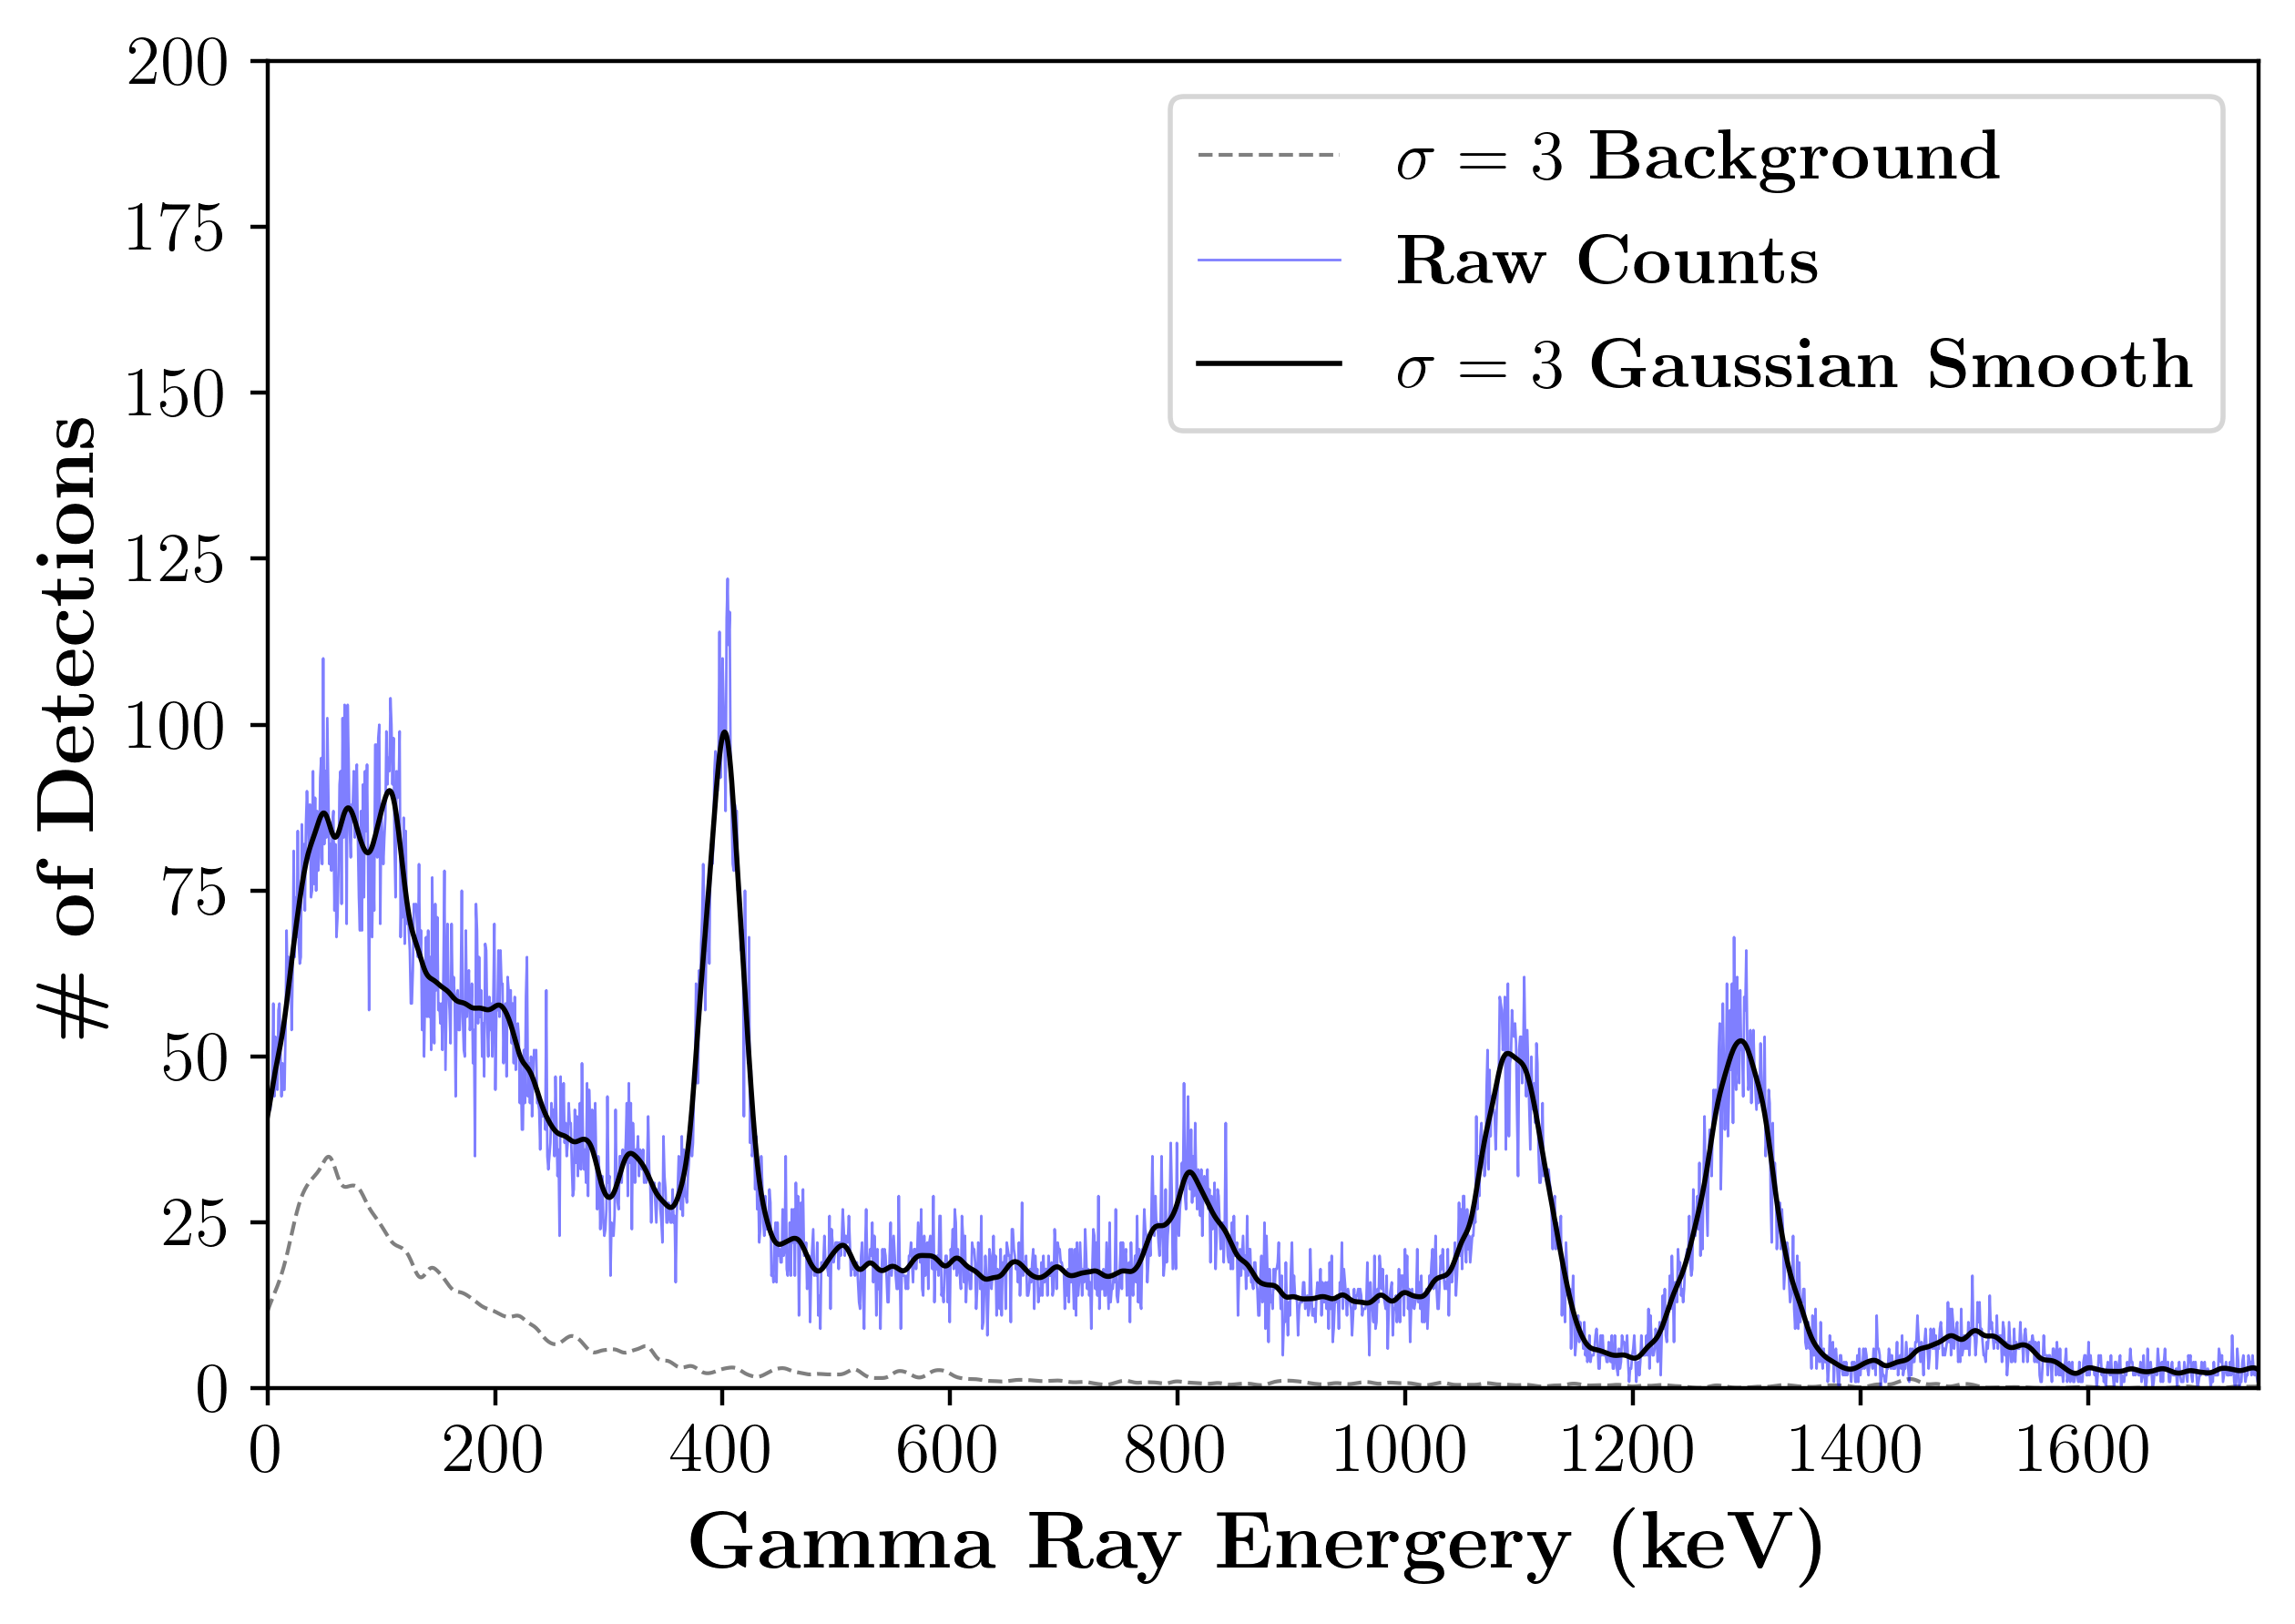 200
175
150
125
100
75
50
25
0
# of Detections
σ = 3 Background
Raw Counts
σ = 3 Gaussian Smooth
0 200 400 600 800 1000 1200 1400 1600
Gamma Ray Energery (keV)